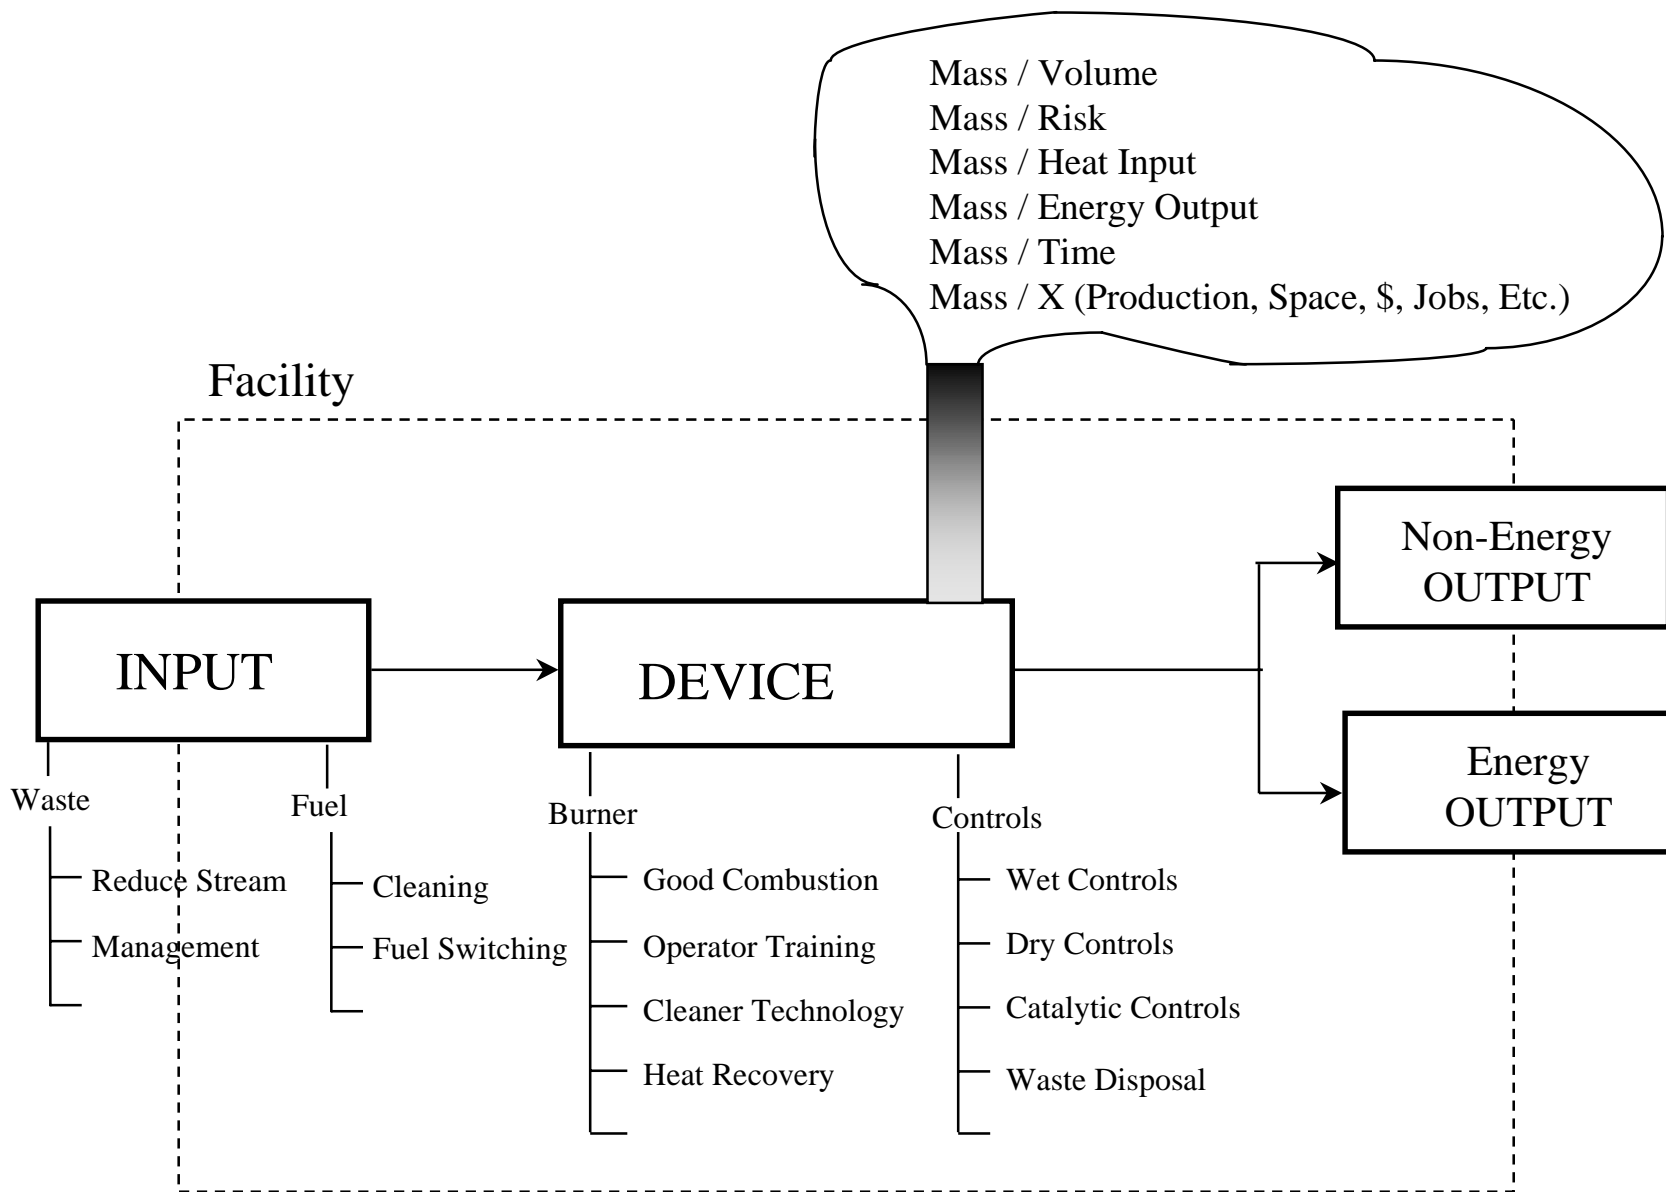 Mass / Volume
Mass / Risk
Mass / Heat Input
Mass / Energy Output
Mass / Time
Mass / X (Production, Space, $, Jobs, Etc.)
Facility
INPUT
DEVICE
Non-Energy
OUTPUT
Energy
OUTPUT
Waste
Reduce Stream
Management
Fuel
Cleaning
Fuel Switching
Burner
Good Combustion
Operator Training
Cleaner Technology
Heat Recovery
Controls
Wet Controls
Dry Controls
Catalytic Controls
Waste Disposal